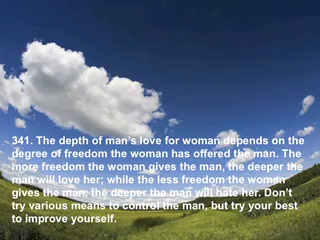 341. The depth of man's love for woman depends on the
degree of freedom the woman has offered the man. The
more freedom the woman gives the man, the deeper the
man will love her; while the less freedom the woman
gives the man, the deeper the man will hate her. Don't
try various means to control the man, but try your best
to improve yourself.